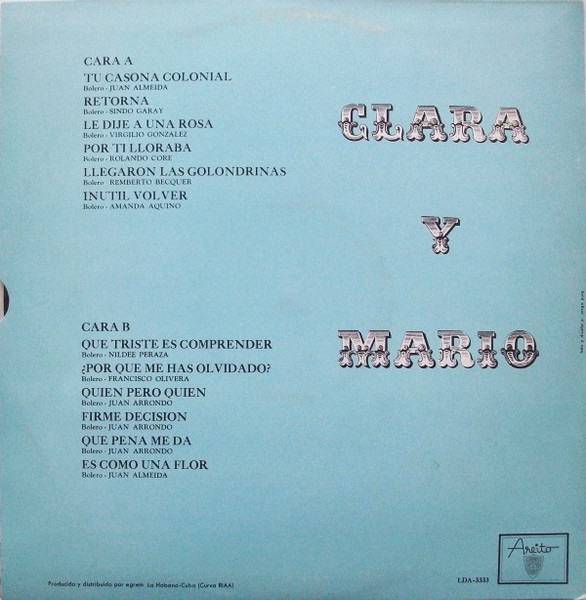 CARA A
TU CASONA COLONIAL
Bolero - JUAN ALMEIDA
RETORNA
Bolero - SINDO GARAY
LE DIJE A UNA ROSA
Bolero - VIRGILIO GONZALEZ
POR TI LLORABA
Bolero - ROLANDO CORE
LLEGARON LAS GOLONDRINAS
Bolero - REMBERTO BECQUER
INUTIL VOLVER
Bolero - AMANDA AQUINO
CLARA
Y
MARIO
CARA B
QUE TRISTE ES COMPRENDER
Bolero - NILDEE PERAZA
¿POR QUE ME HAS OLVIDADO?
Bolero - FRANCISCO OLIVERA
QUIEN PERO QUIEN
Bolero - JUAN ARRONDO
FIRME DECISION
Bolero - JUAN ARRONDO
QUE PENA ME DA
Bolero - JUAN ARRONDO
ES COMO UNA FLOR
Bolero - JUAN ALMEIDA
Areito
LDA-3333
Producido y distribuido por egrem La Habana-Cuba (Curva RIAA)